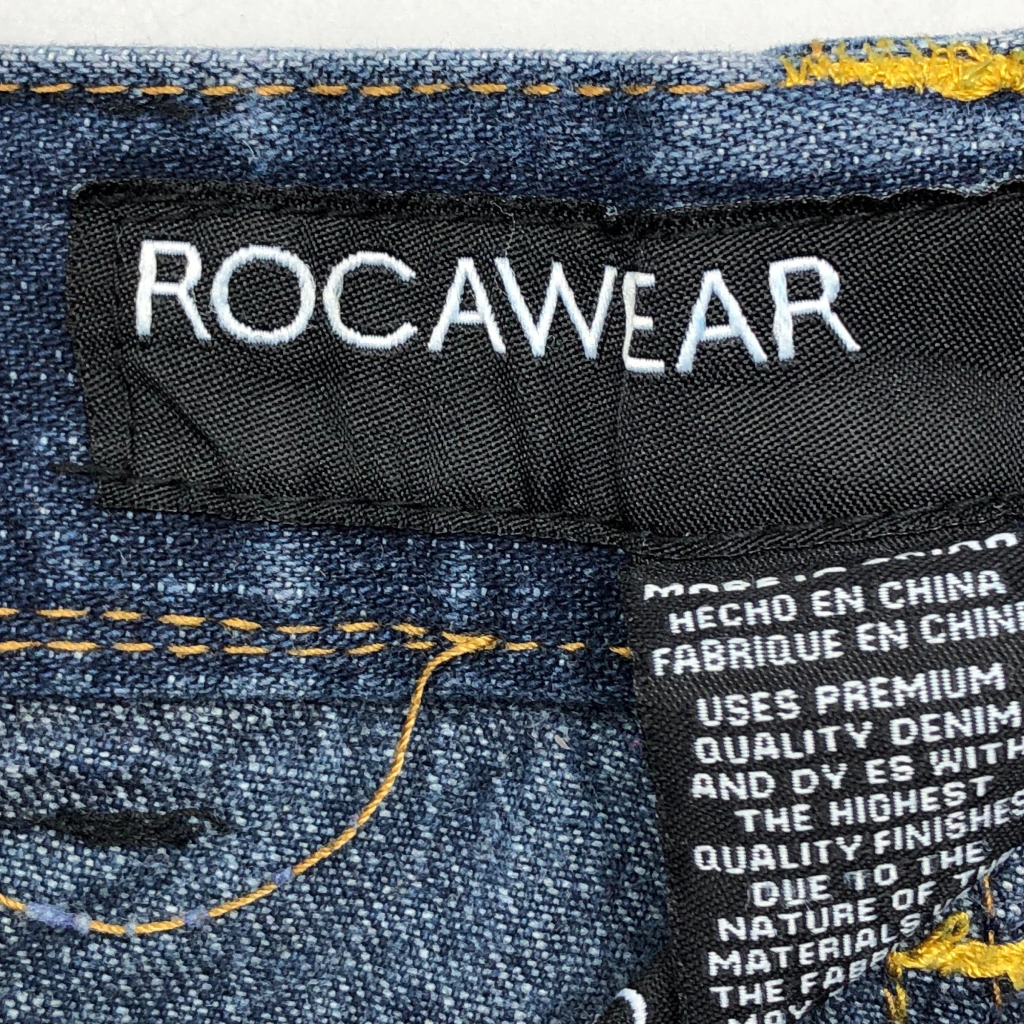 ROCAWEAR
HECHO EN CHINA
FABRIQUE EN CHINE
USES PREMIUM
QUALITY DENIM
AND DY ES WITH
THE HIGHEST
QUALITY FINISHES
DUE TO THE
NATURE OF
MATERIALS
THE
MAY